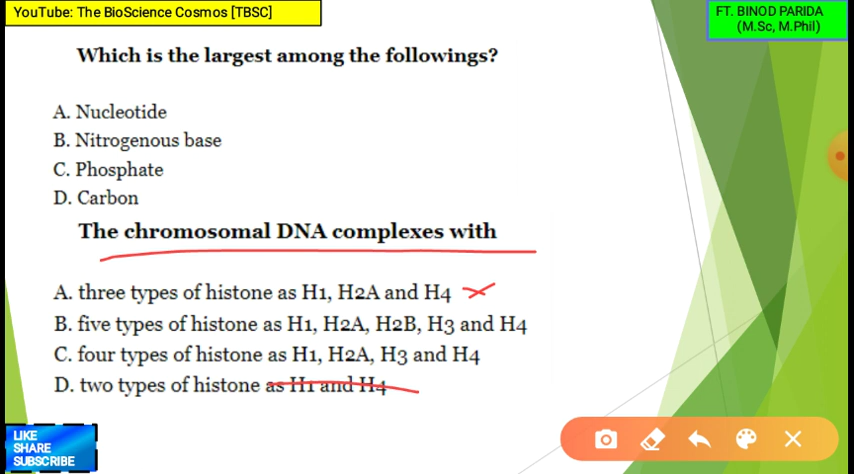 YouTube: The BioScience Cosmos [TBSC]
FT. BINOD PARIDA
(M.Sc, M.Phil)
Which is the largest among the followings?
A. Nucleotide
B. Nitrogenous base
C. Phosphate
D. Carbon
The chromosomal DNA complexes with
A. three types of histone as H1, H2A and H4
B. five types of histone as H1, H2A, H2B, H3 and H4
C. four types of histone as H1, H2A, H3 and H4
D. two types of histone as H1 and H4
LIKE
SHARE
SUBSCRIBE